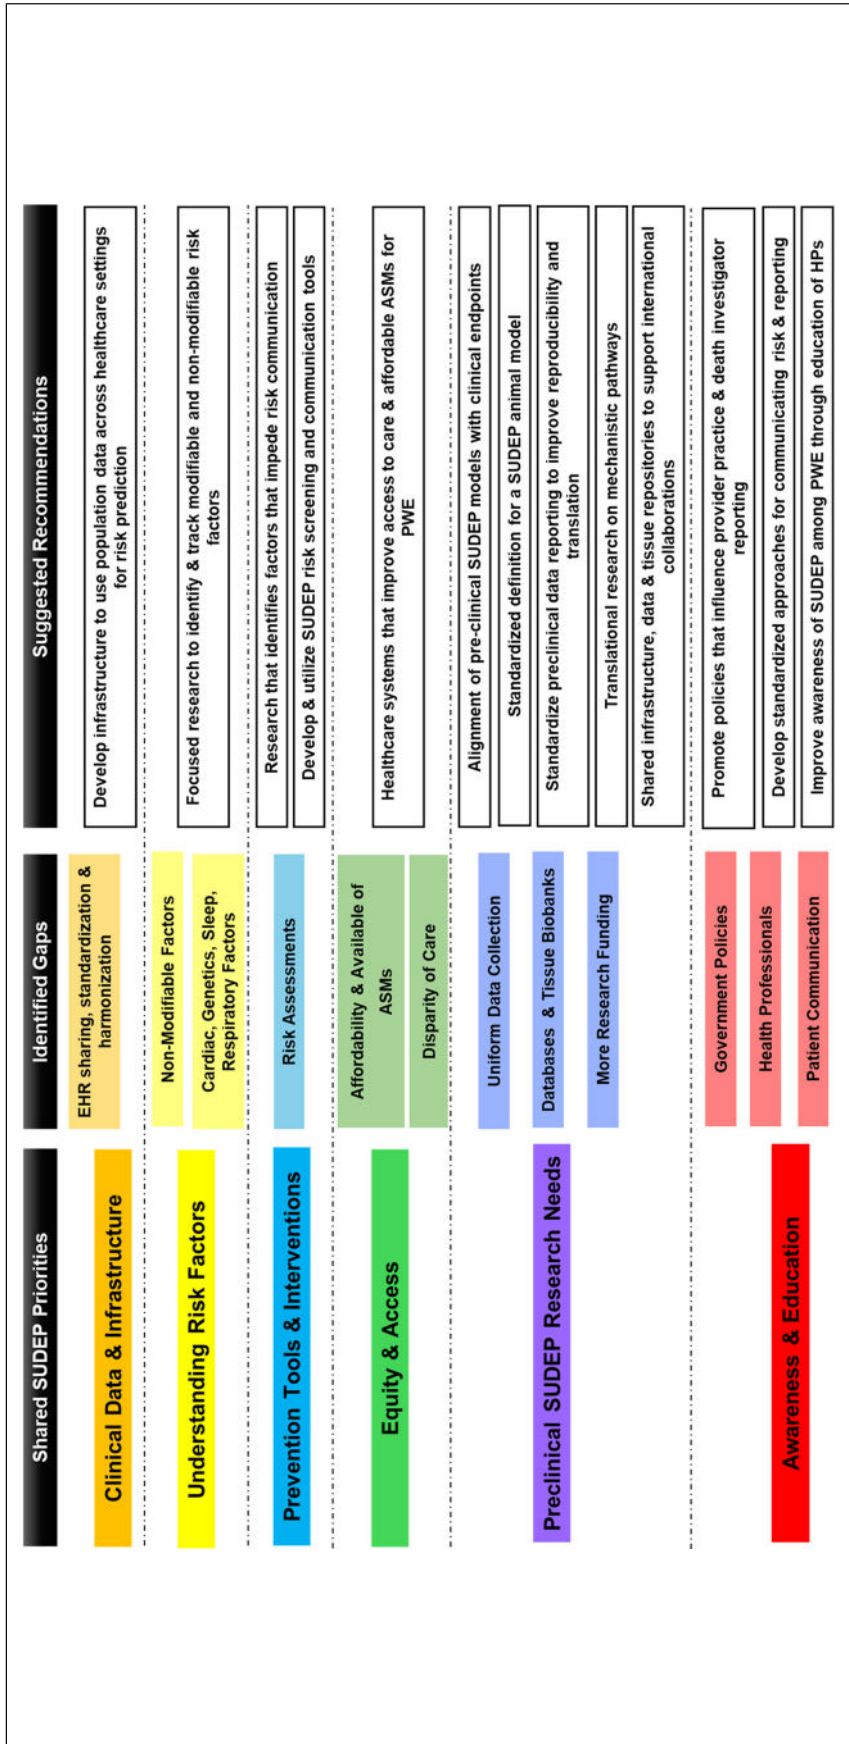 Shared SUDEP Priorities
Identified Gaps
Suggested Recommendations
Clinical Data & Infrastructure
EHR sharing, standardization &
harmonization
Develop infrastructure to use population data across healthcare settings
for risk prediction
Understanding Risk Factors
Non-Modifiable Factors
Cardiac, Genetics, Sleep,
Respiratory Factors
Focused research to identify & track modifiable and non-modifiable risk
factors
Prevention Tools & Interventions
Risk Assessments
Research that identifies factors that impede risk communication
Develop & utilize SUDEP risk screening and communication tools
Equity & Access
Affordability & Available of
ASMs
Disparity of Care
Healthcare systems that improve access to care & affordable ASMs for
PWE
Preclinical SUDEP Research Needs
Uniform Data Collection
Databases & Tissue Biobanks
More Research Funding
Alignment of pre-clinical SUDEP models with clinical endpoints
Standardized definition for a SUDEP animal model
Standardize preclinical data reporting to improve reproducibility and
translation
Translational research on mechanistic pathways
Shared infrastructure, data & tissue repositories to support international
collaborations
Awareness & Education
Government Policies
Health Professionals
Patient Communication
Promote policies that influence provider practice & death investigator
reporting
Develop standardized approaches for communicating risk & reporting
Improve awareness of SUDEP among PWE through education of HPs